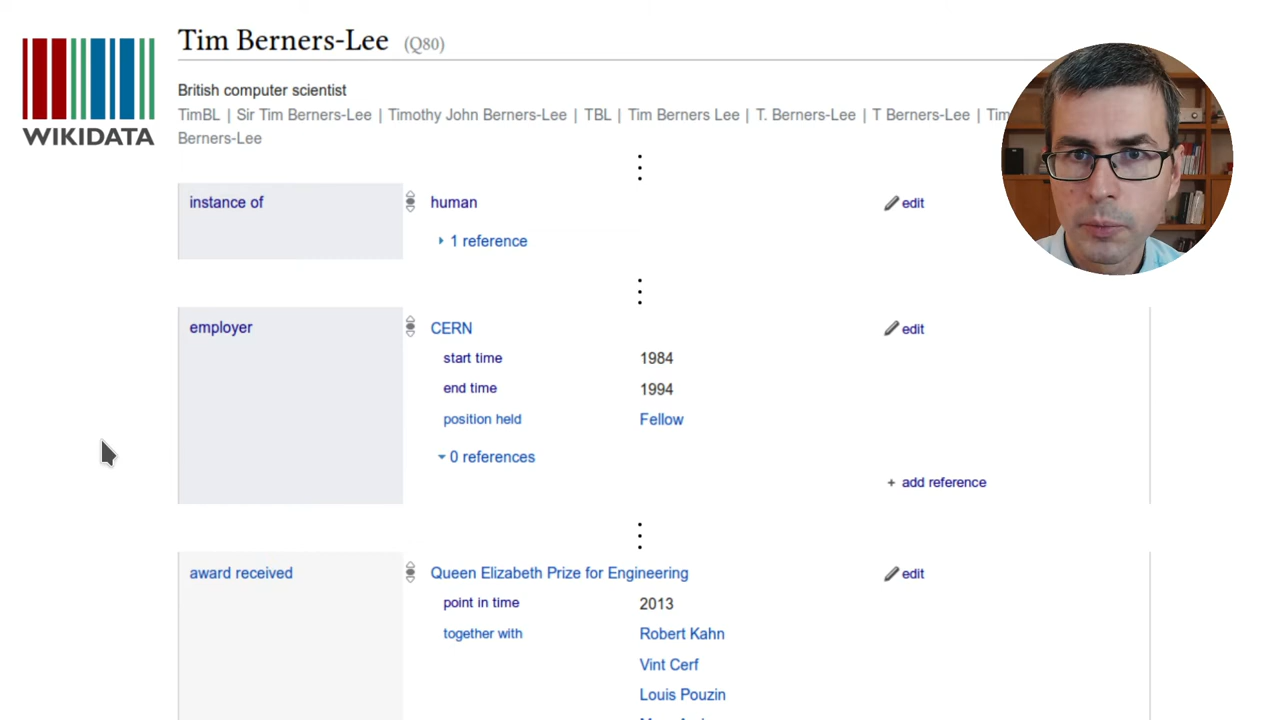 Tim Berners-Lee (Q80)
WIKIDATA
British computer scientist
TimBL | Sir Tim Berners-Lee | Timothy John Berners-Lee | TBL | Tim Berners Lee | T. Berners-Lee | T Berners-Lee | Tim
Berners-Lee
instance of
human
edit
1 reference
employer
CERN
edit
start time 1984
end time 1994
position held Fellow
0 references
+ add reference
award received
Queen Elizabeth Prize for Engineering
edit
point in time 2013
together with Robert Kahn
Vint Cerf
Louis Pouzin